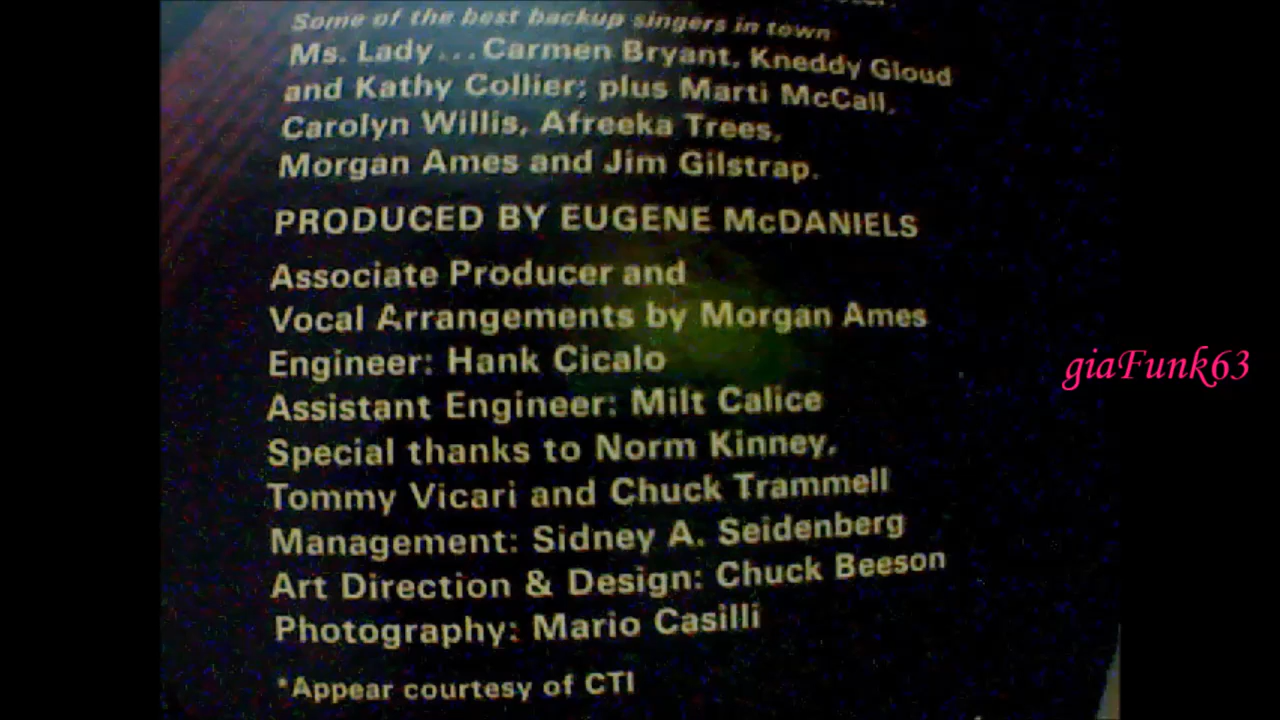 Some of the best backup singers in town
Ms. Lady...Carmen Bryant, Kneddy Gloud
and Kathy Collier; plus Marti McCall,
Carolyn Willis, Afreeka Trees,
Morgan Ames and Jim Gilstrap.
PRODUCED BY EUGENE McDANIELS
Associate Producer and
Vocal Arrangements by Morgan Ames
Engineer: Hank Cicalo
Assistant Engineer: Milt Calice
Special thanks to Norm Kinney,
Tommy Vicari and Chuck Trammell
Management: Sidney A. Seidenberg
Art Direction & Design: Chuck Beeson
Photography: Mario Casilli
*Appear courtesy of CTI
giaFunk63